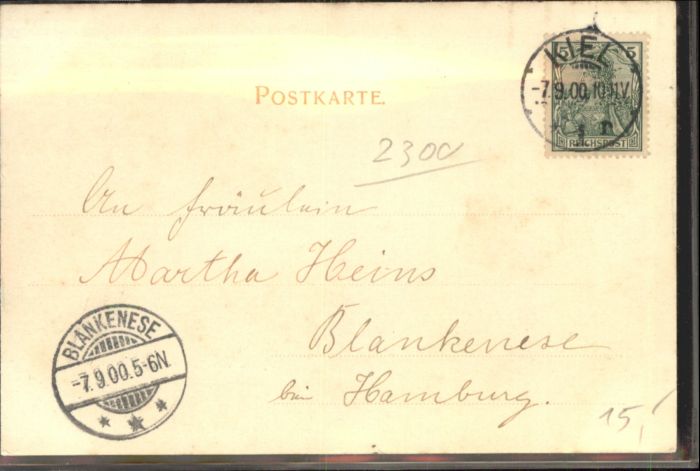 KIEL
5 5
-7.9.00.10-11V.
REICHSPOST
POSTKARTE.
2300
An Fräulein
Martha Heins
Blankenese
bei Hamburg.
BLANKENESE
-7.9.00.5-6N.
15,-